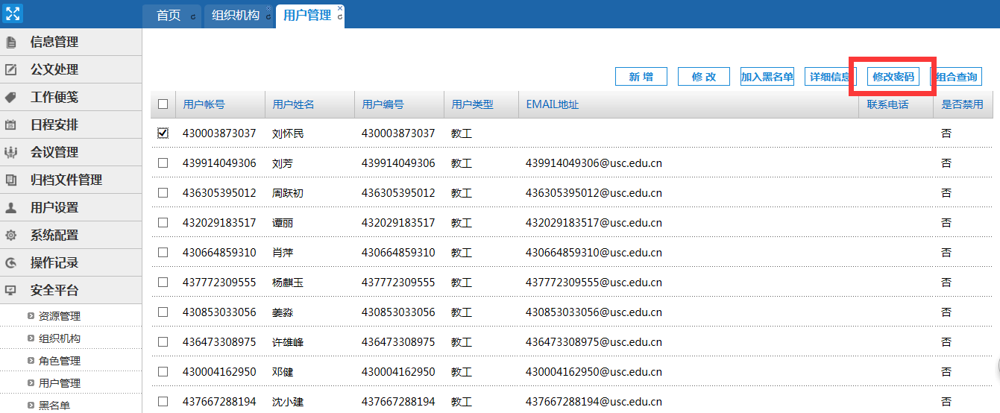 首页
组织机构
用户管理
信息管理
公文处理
工作便笺
日程安排
会议管理
归档文件管理
用户设置
系统配置
操作记录
安全平台
资源管理
组织机构
角色管理
用户管理
黑名单
新 增 修 改 加入黑名单 详细信息 修改密码 组合查询
用户帐号 用户姓名 用户编号 用户类型 EMAIL地址 联系电话 是否禁用
430003873037 刘怀民 430003873037 教工 否
439914049306 刘芳 439914049306 教工 439914049306@usc.edu.cn 否
436305395012 周跃初 436305395012 教工 436305395012@usc.edu.cn 否
432029183517 谭丽 432029183517 教工 432029183517@usc.edu.cn 否
430664859310 肖萍 430664859310 教工 430664859310@usc.edu.cn 否
437772309555 杨麒玉 437772309555 教工 437772309555@usc.edu.cn 否
430853033056 姜淼 430853033056 教工 430853033056@usc.edu.cn 否
436473308975 许雄峰 436473308975 教工 436473308975@usc.edu.cn 否
430004162950 邓健 430004162950 教工 430004162950@usc.edu.cn 否
437667288194 沈小建 437667288194 教工 437667288194@usc.edu.cn 否